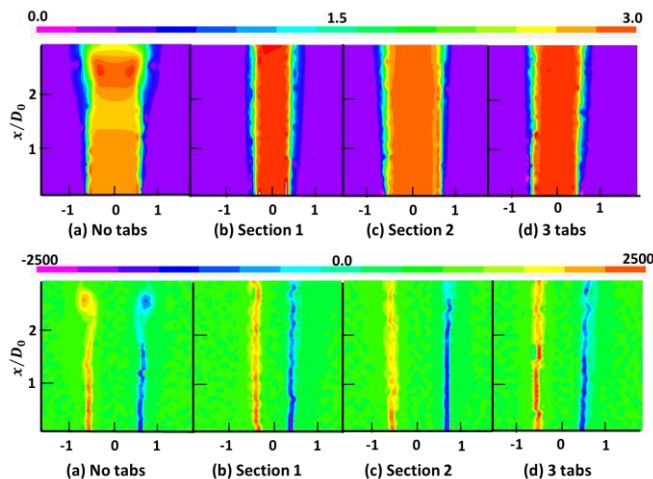 0.0 1.5 3.0
x/D0
2
1
-1 0 1 -1 0 1 -1 0 1 -1 0 1
(a) No tabs (b) Section 1 (c) Section 2 (d) 3 tabs
-2500 0.0 2500
x/D0
2
1
-1 0 1 -1 0 1 -1 0 1 -1 0 1
(a) No tabs (b) Section 1 (c) Section 2 (d) 3 tabs